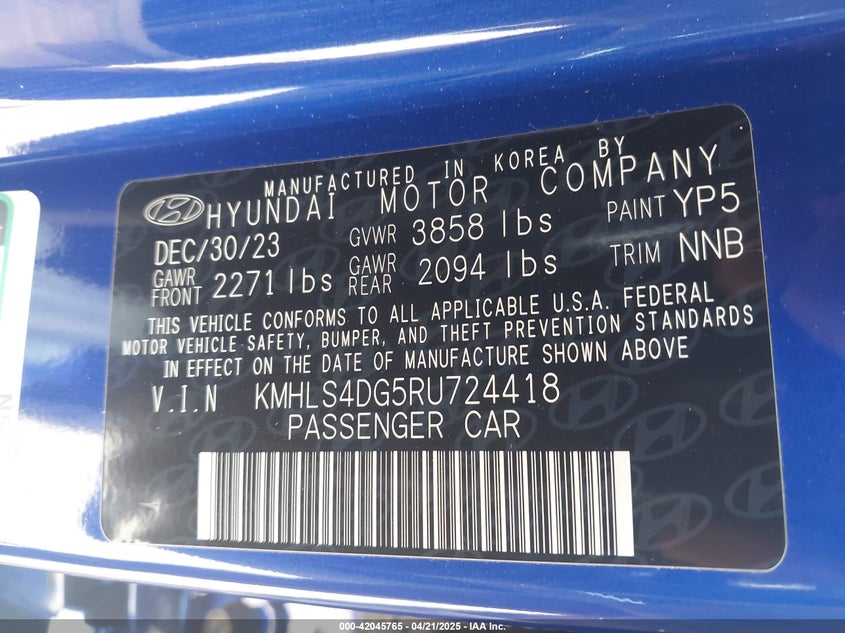 MANUFACTURED IN KOREA BY
HYUNDAI MOTOR COMPANY
DEC/30/23 GVWR 3858 lbs PAINT YP5
GAWR FRONT 2271 lbs GAWR REAR 2094 lbs TRIM NNB
THIS VEHICLE CONFORMS TO ALL APPLICABLE U.S.A. FEDERAL
MOTOR VEHICLE SAFETY, BUMPER, AND THEFT PREVENTION STANDARDS
IN EFFECT ON THE DATE OF MANUFACTURE SHOWN ABOVE
V.I.N KMHLS4DG5RU724418
PASSENGER CAR
000-42045765 - 04/21/2025 - IAA Inc.